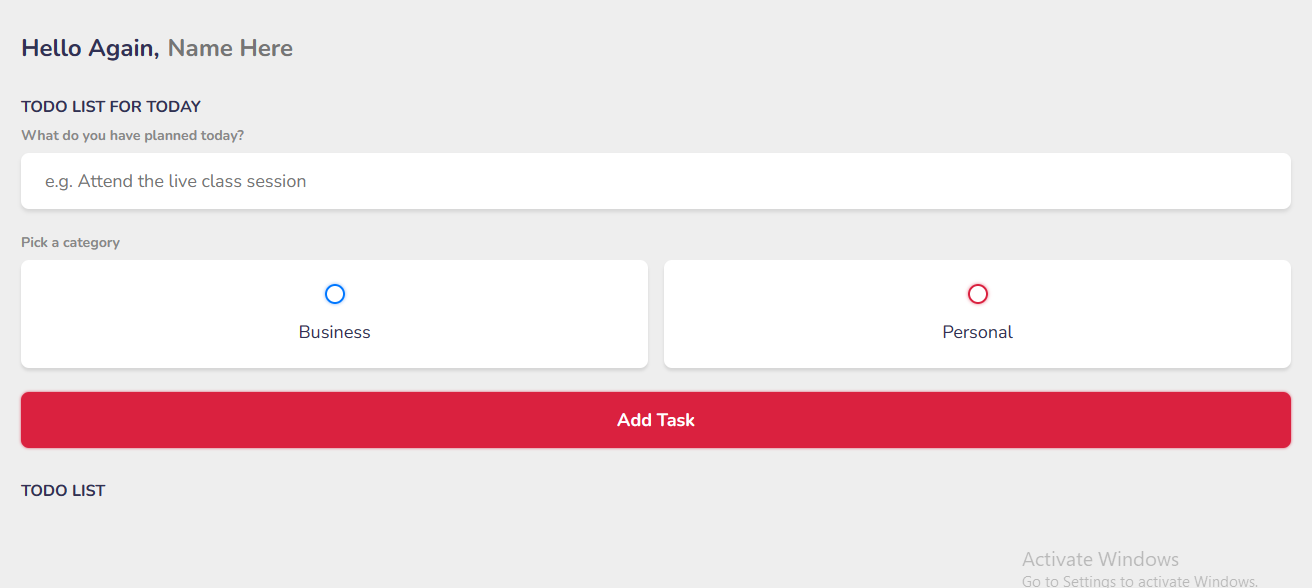 Hello Again, Name Here
TODO LIST FOR TODAY
What do you have planned today?
e.g. Attend the live class session
Pick a category
Business
Personal
Add Task
TODO LIST
Activate Windows
Go to Settings to activate Windows.